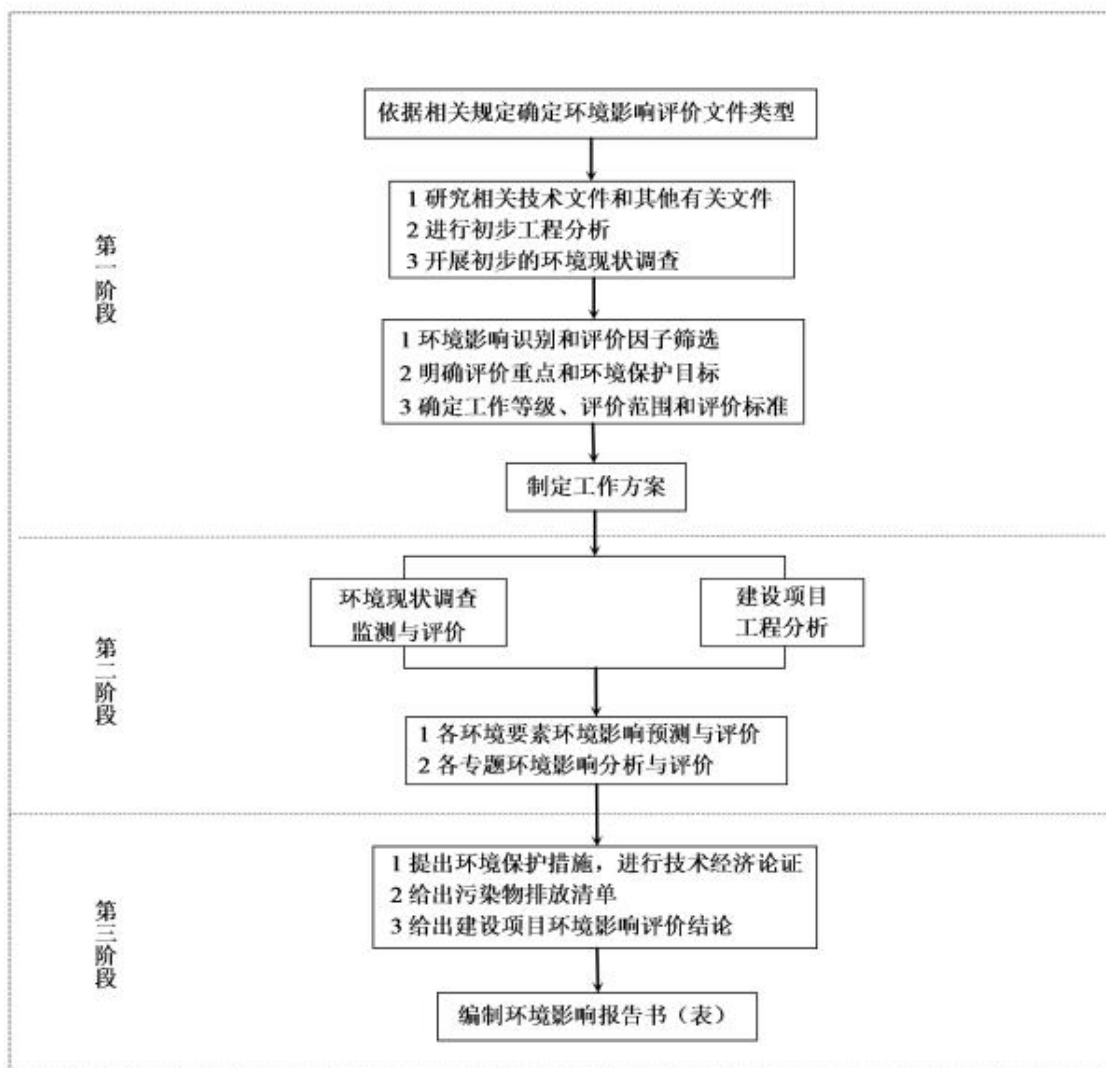 依据相关规定确定环境影响评价文件类型
1 研究相关技术文件和其他有关文件
2 进行初步工程分析
3 开展初步的环境现状调查
第一阶段
1 环境影响识别和评价因子筛选
2 明确评价重点和环境保护目标
3 确定工作等级、评价范围和评价标准
制定工作方案
环境现状调查
监测与评价
建设项目
工程分析
第二阶段
1 各环境要素环境影响预测与评价
2 各专题环境影响分析与评价
1 提出环境保护措施，进行技术经济论证
2 给出污染物排放清单
3 给出建设项目环境影响评价结论
第三阶段
编制环境影响报告书（表）